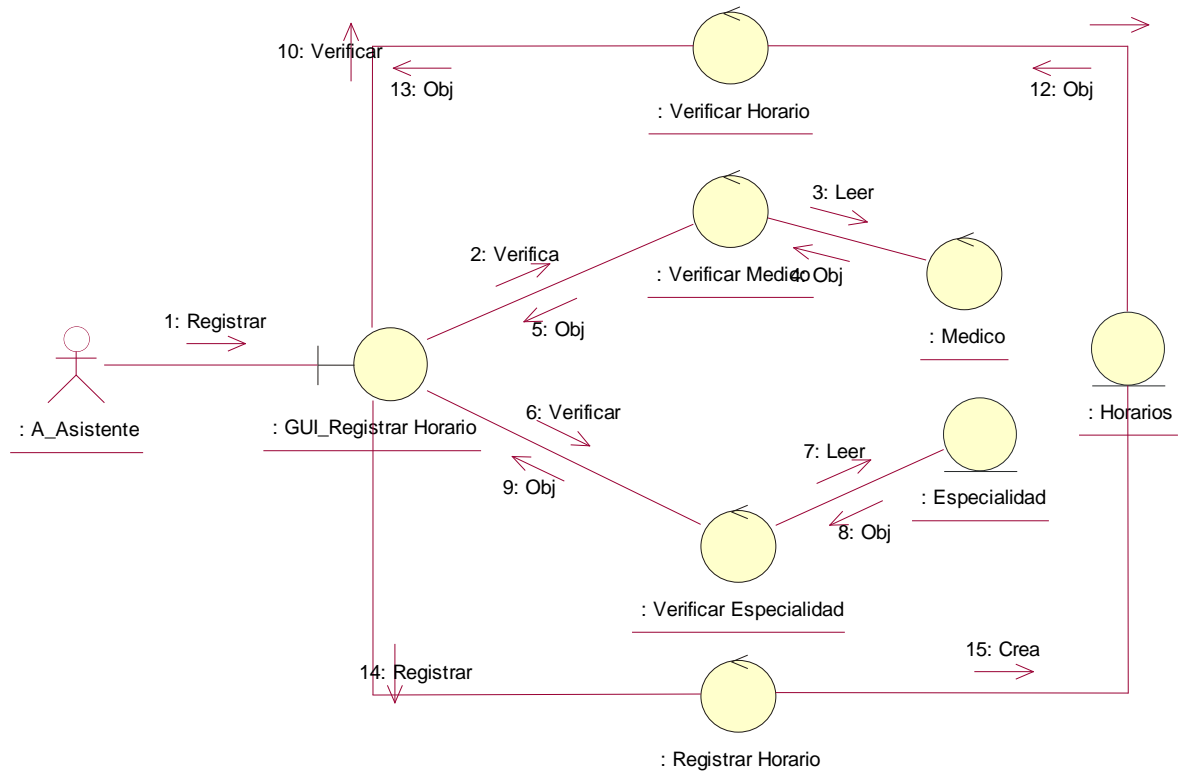 10: Verificar
13: Obj
12: Obj
: Verificar Horario
3: Leer
2: Verifica
: Verificar Medico
4: Obj
1: Registrar
5: Obj
: Medico
6: Verificar
: A_Asistente
: GUI_Registrar Horario
: Horarios
7: Leer
9: Obj
: Especialidad
8: Obj
: Verificar Especialidad
15: Crea
14: Registrar
: Registrar Horario